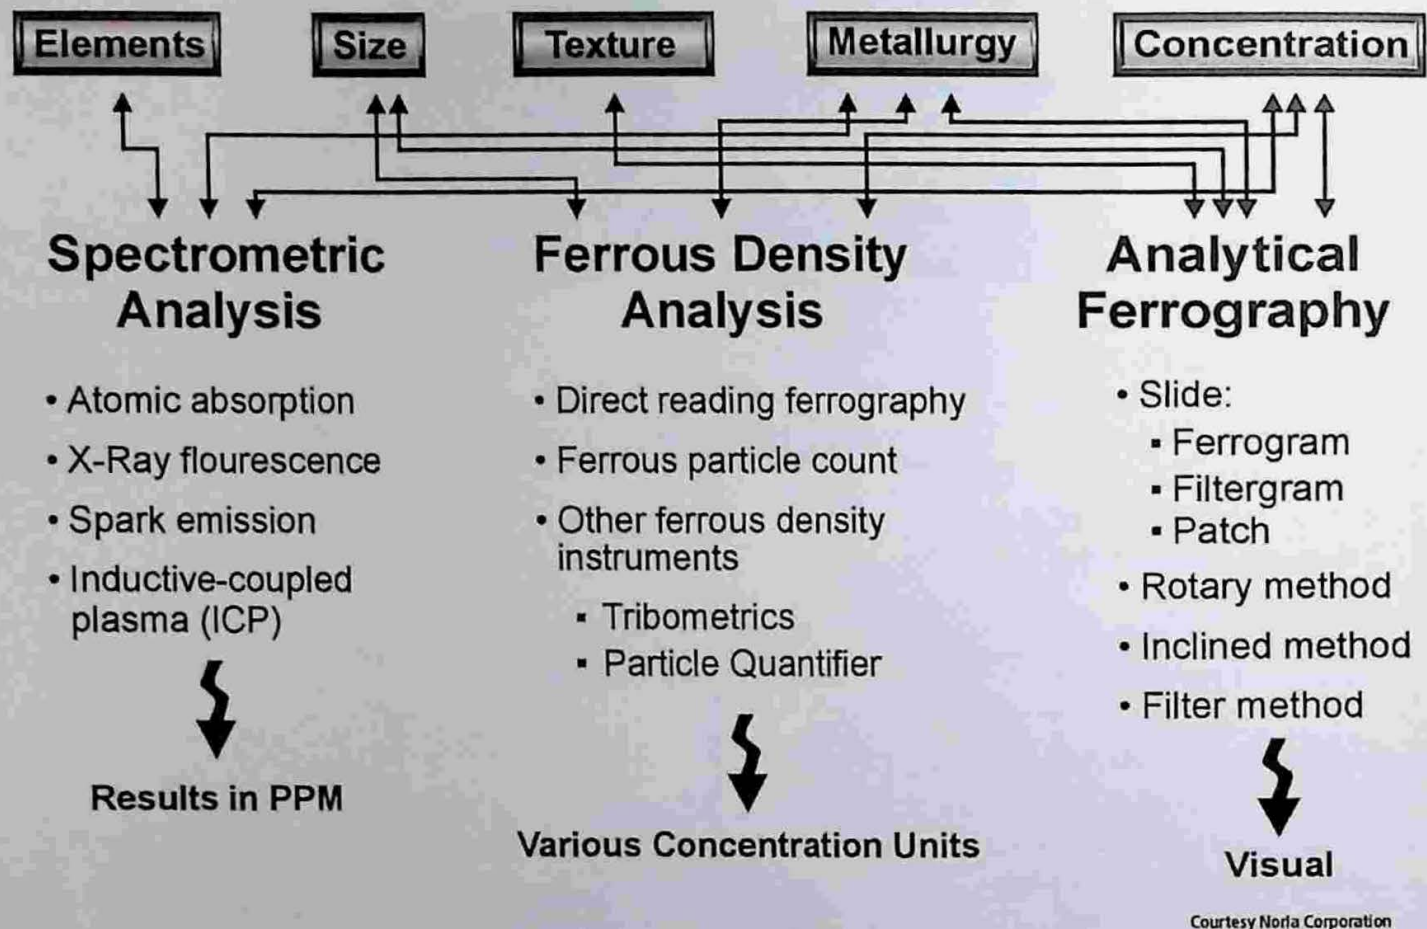 Elements
Size
Texture
Metallurgy
Concentration
Spectrometric
Analysis
• Atomic absorption
• X-Ray flourescence
• Spark emission
• Inductive-coupled
plasma (ICP)
Results in PPM
Ferrous Density
Analysis
• Direct reading ferrography
• Ferrous particle count
• Other ferrous density
instruments
▪ Tribometrics
▪ Particle Quantifier
Various Concentration Units
Analytical
Ferrography
• Slide:
▪ Ferrogram
▪ Filtergram
▪ Patch
• Rotary method
• Inclined method
• Filter method
Visual
Courtesy Norla Corporation